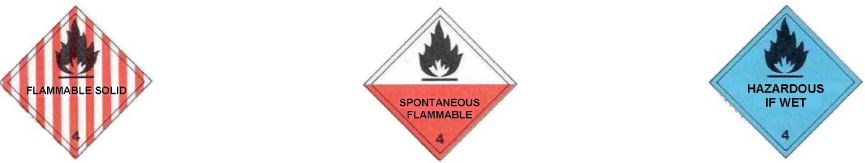 FLAMMABLE SOLID
4
SPONTANEOUS
FLAMMABLE
4
HAZARDOUS
IF WET
4